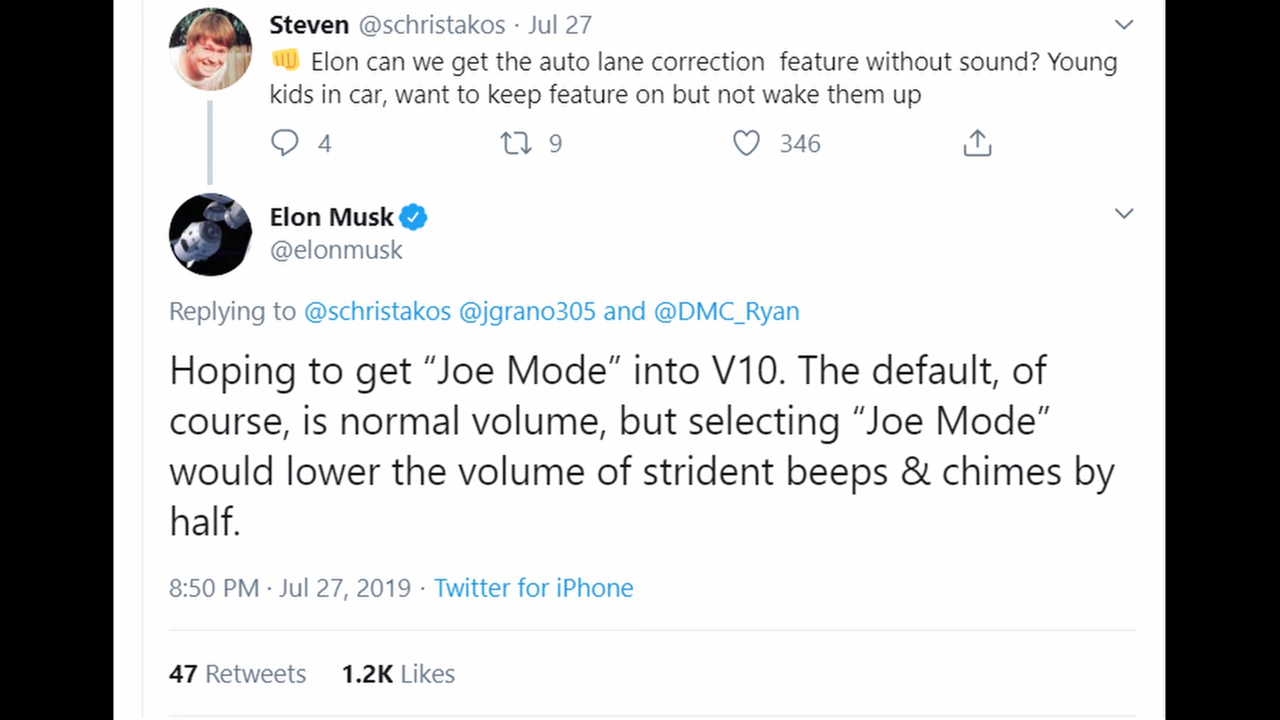 Steven @schristakos · Jul 27
👊 Elon can we get the auto lane correction  feature without sound? Young
kids in car, want to keep feature on but not wake them up
4 9 346
Elon Musk
@elonmusk
Replying to @schristakos @jgrano305 and @DMC_Ryan
Hoping to get “Joe Mode” into V10. The default, of
course, is normal volume, but selecting “Joe Mode”
would lower the volume of strident beeps & chimes by
half.
8:50 PM · Jul 27, 2019 · Twitter for iPhone
47 Retweets 1.2K Likes